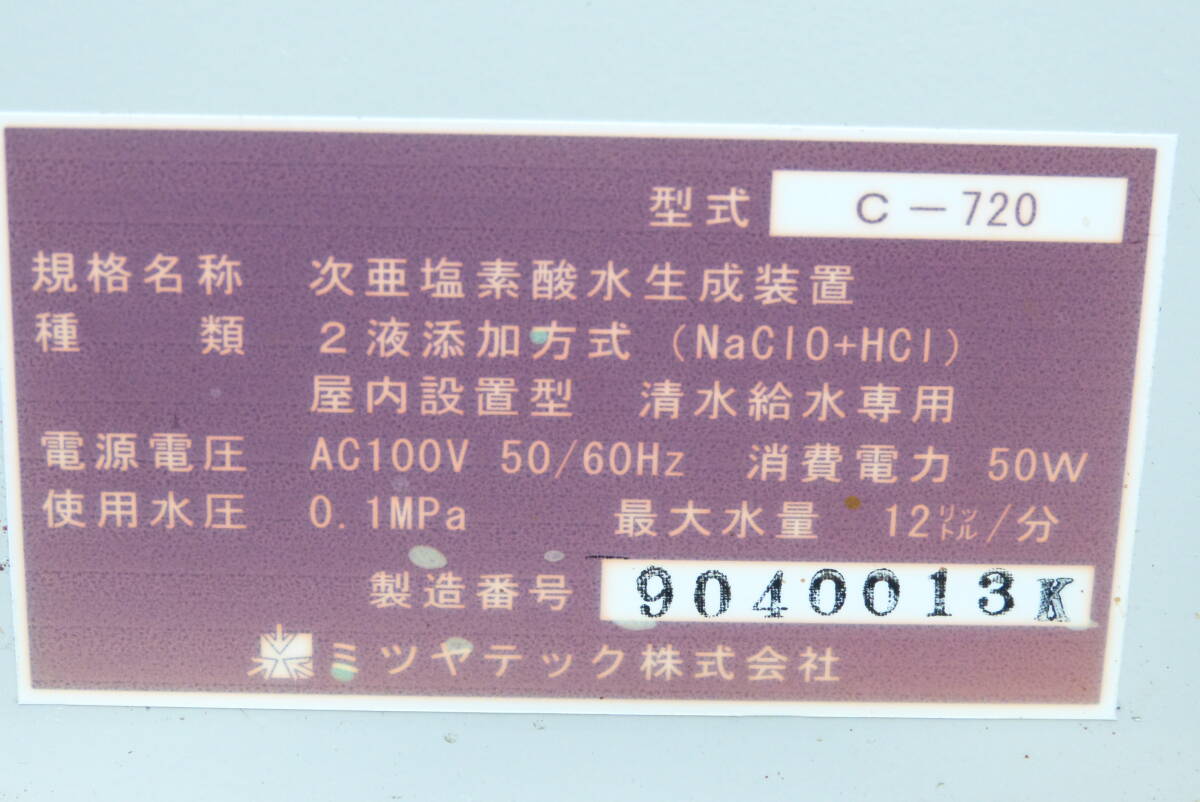 型式 C-720
規格名称 次亜塩素酸水生成装置
種類 2液添加方式 (NaClO+HCl)
屋内設置型 清水給水専用
電源電圧 AC100V 50/60Hz 消費電力 50W
使用水圧 0.1MPa 最大水量 12リットル/分
製造番号 9040013K
ミツヤテック株式会社